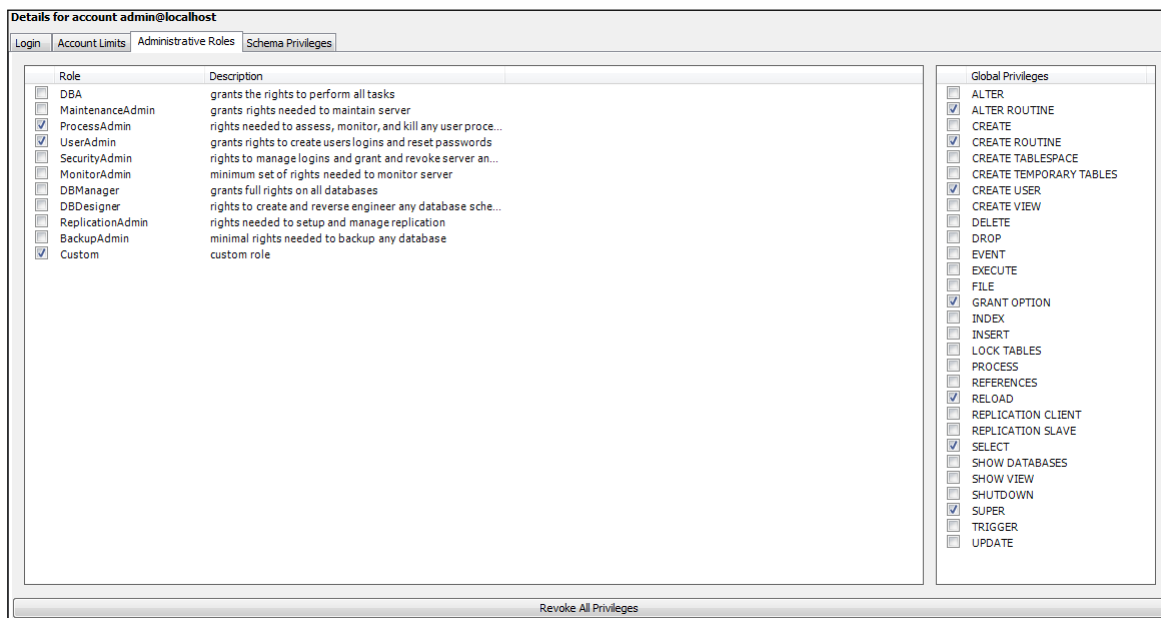 Details for account admin@localhost
Login Account Limits Administrative Roles Schema Privileges
Role Description
DBA grants the rights to perform all tasks
MaintenanceAdmin grants rights needed to maintain server
ProcessAdmin rights needed to assess, monitor, and kill any user proce...
UserAdmin grants rights to create users logins and reset passwords
SecurityAdmin rights to manage logins and grant and revoke server an...
MonitorAdmin minimum set of rights needed to monitor server
DBManager grants full rights on all databases
DBDesigner rights to create and reverse engineer any database sche...
ReplicationAdmin rights needed to setup and manage replication
BackupAdmin minimal rights needed to backup any database
Custom custom role
Global Privileges
ALTER
ALTER ROUTINE
CREATE
CREATE ROUTINE
CREATE TABLESPACE
CREATE TEMPORARY TABLES
CREATE USER
CREATE VIEW
DELETE
DROP
EVENT
EXECUTE
FILE
GRANT OPTION
INDEX
INSERT
LOCK TABLES
PROCESS
REFERENCES
RELOAD
REPLICATION CLIENT
REPLICATION SLAVE
SELECT
SHOW DATABASES
SHOW VIEW
SHUTDOWN
SUPER
TRIGGER
UPDATE
Revoke All Privileges